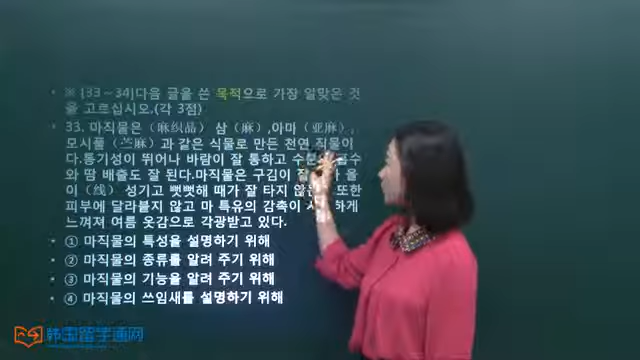 ※ [33-34]다음 글을 쓴 목적으로 가장 알맞은 것
을 고르십시오.(각 3점)
33. 마직물은 (麻织品) 삼 (麻) ,아마 (亚麻) ,
모시풀 (苎麻) 과 같은 식물로 만든 천연 직물이
다.통기성이 뛰어나 바람이 잘 통하고
와 땀 배출도 잘 된다.마직물은 구김이 올
이 (线) 성기고 뻣뻣해 때가 잘 타지 또한
피부에 달라붙지 않고 마 특유의 감촉이 하게
느껴져 여름 옷감으로 각광받고 있다.
① 마직물의 특성을 설명하기 위해
② 마직물의 종류를 알려 주기 위해
③ 마직물의 기능을 알려 주기 위해
④ 마직물의 쓰임새를 설명하기 위해
韩国留学通网